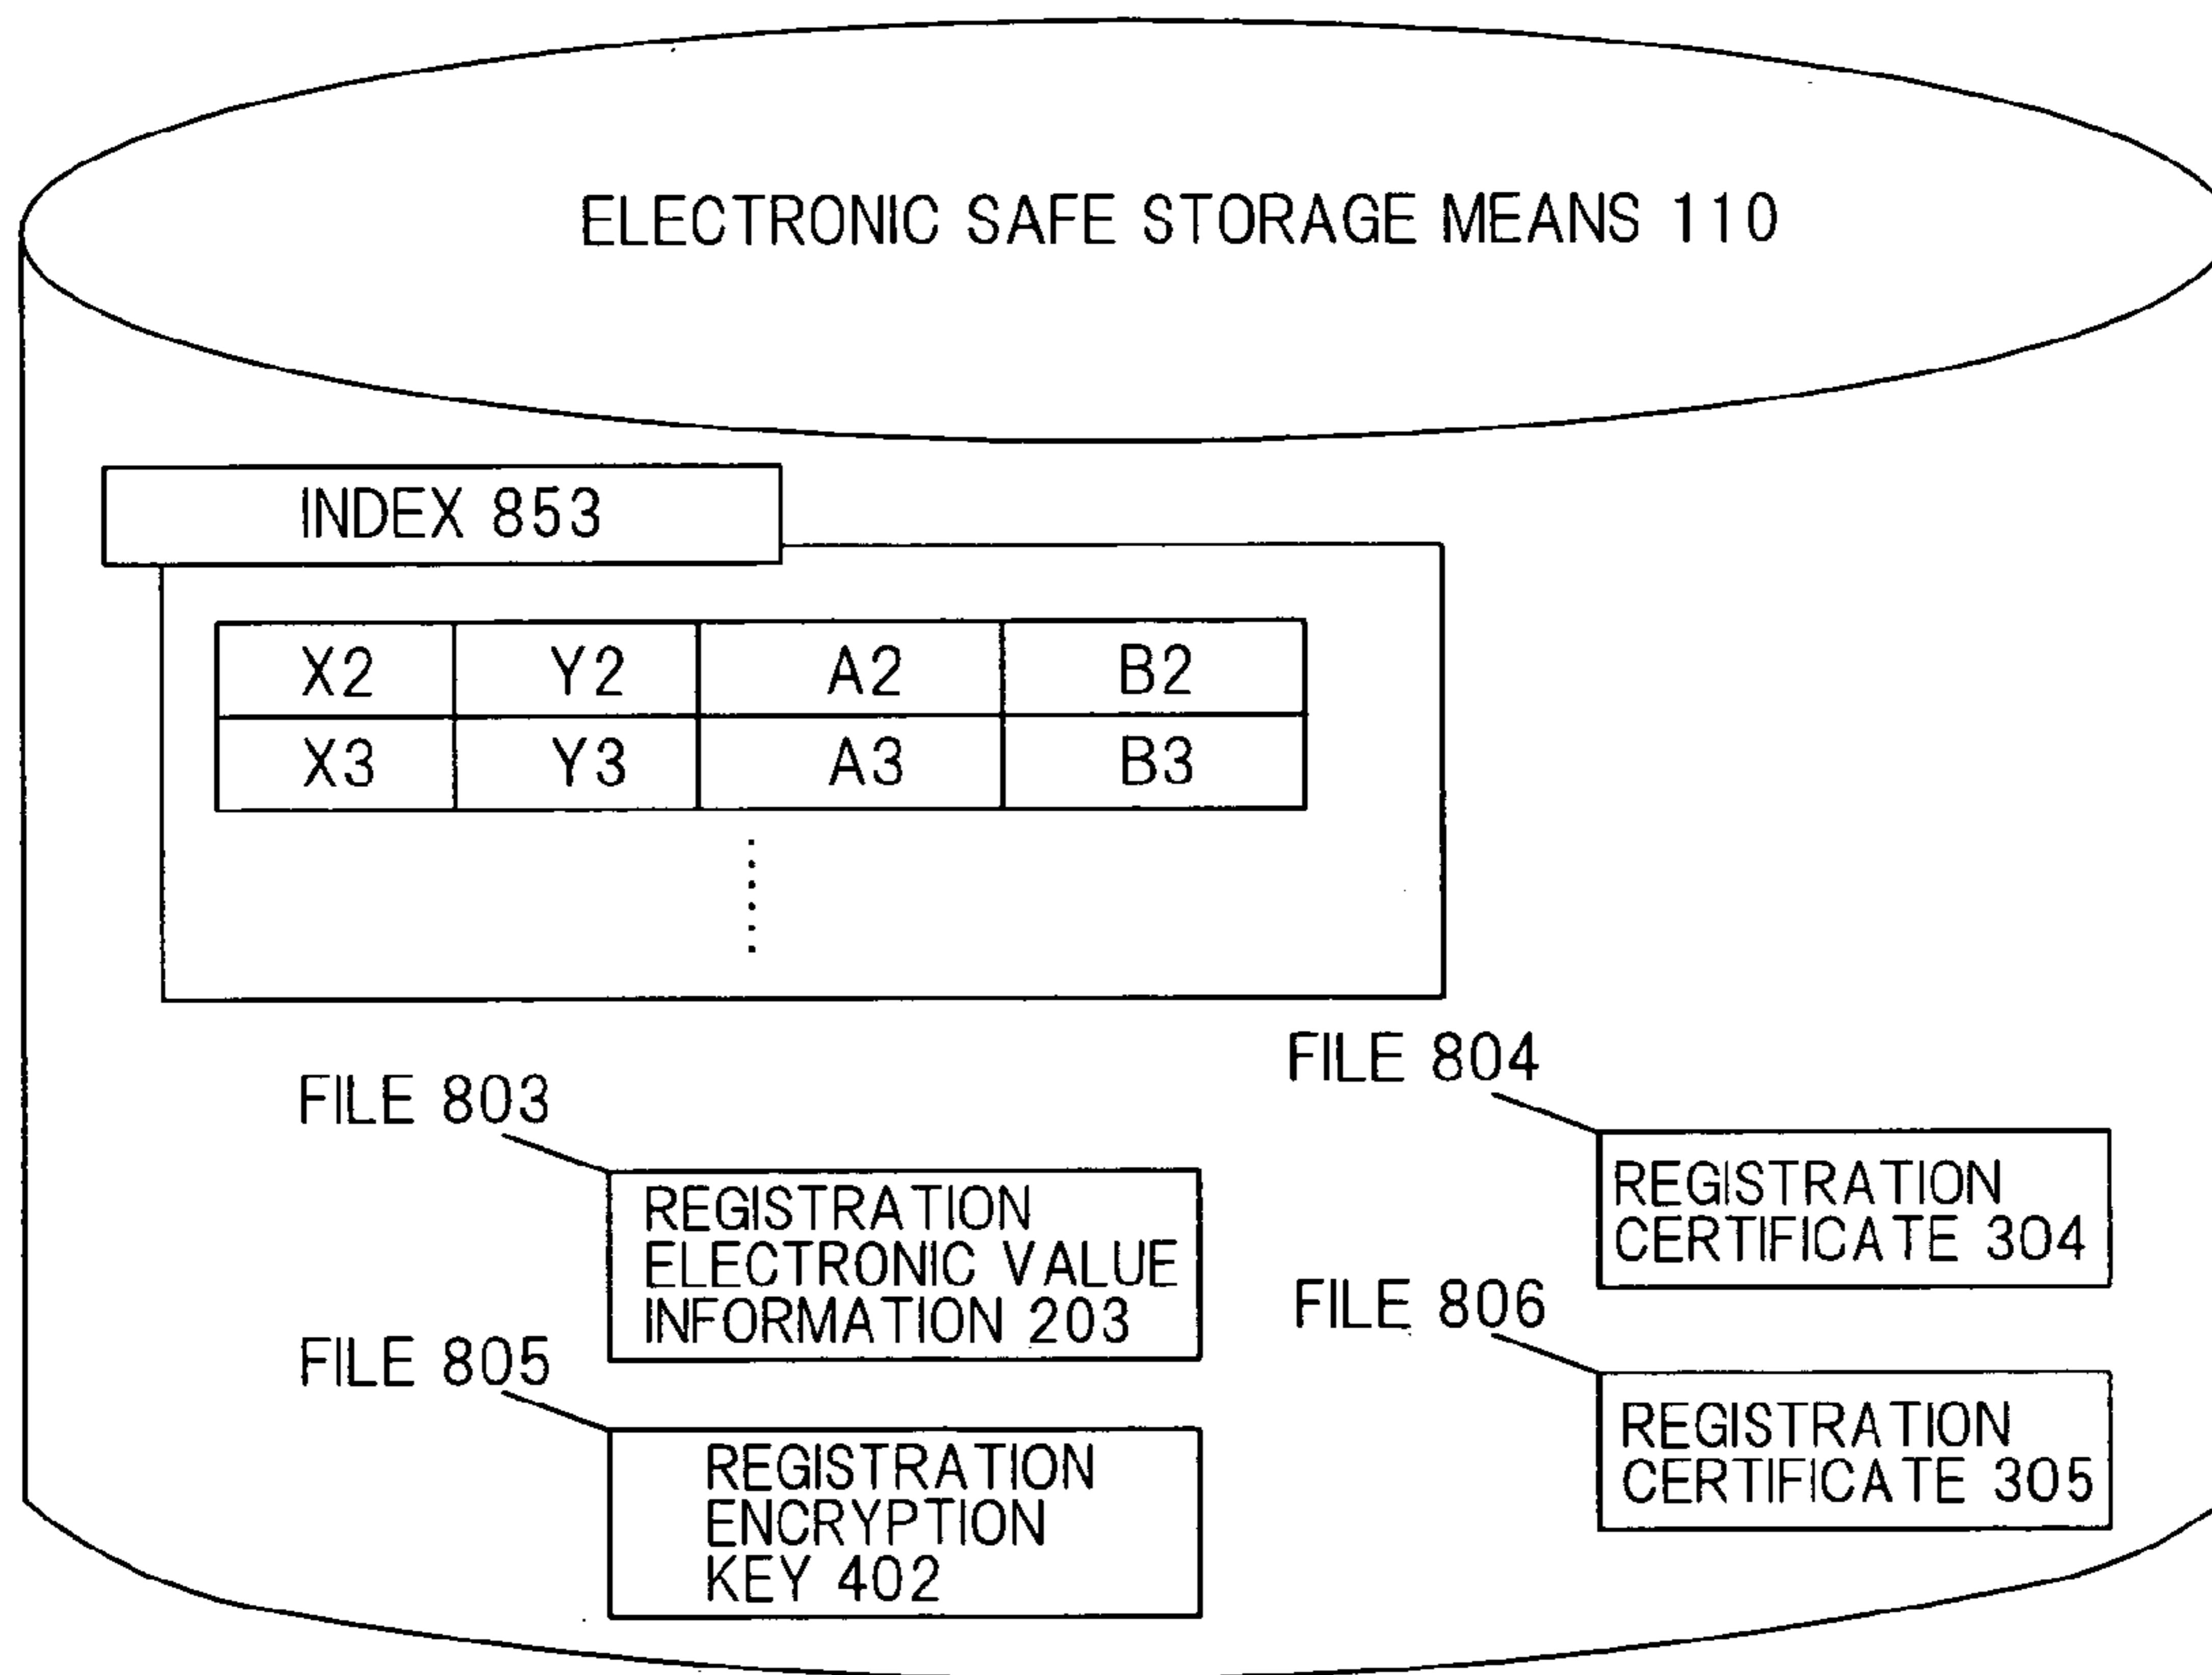 ELECTRONIC SAFE STORAGE MEANS 110
INDEX 853
X2 Y2 A2 B2
X3 Y3 A3 B3
FILE 804
FILE 803
REGISTRATION
CERTIFICATE 304
REGISTRATION
ELECTRONIC VALUE
INFORMATION 203
FILE 806
FILE 805
REGISTRATION
CERTIFICATE 305
REGISTRATION
ENCRYPTION
KEY 402